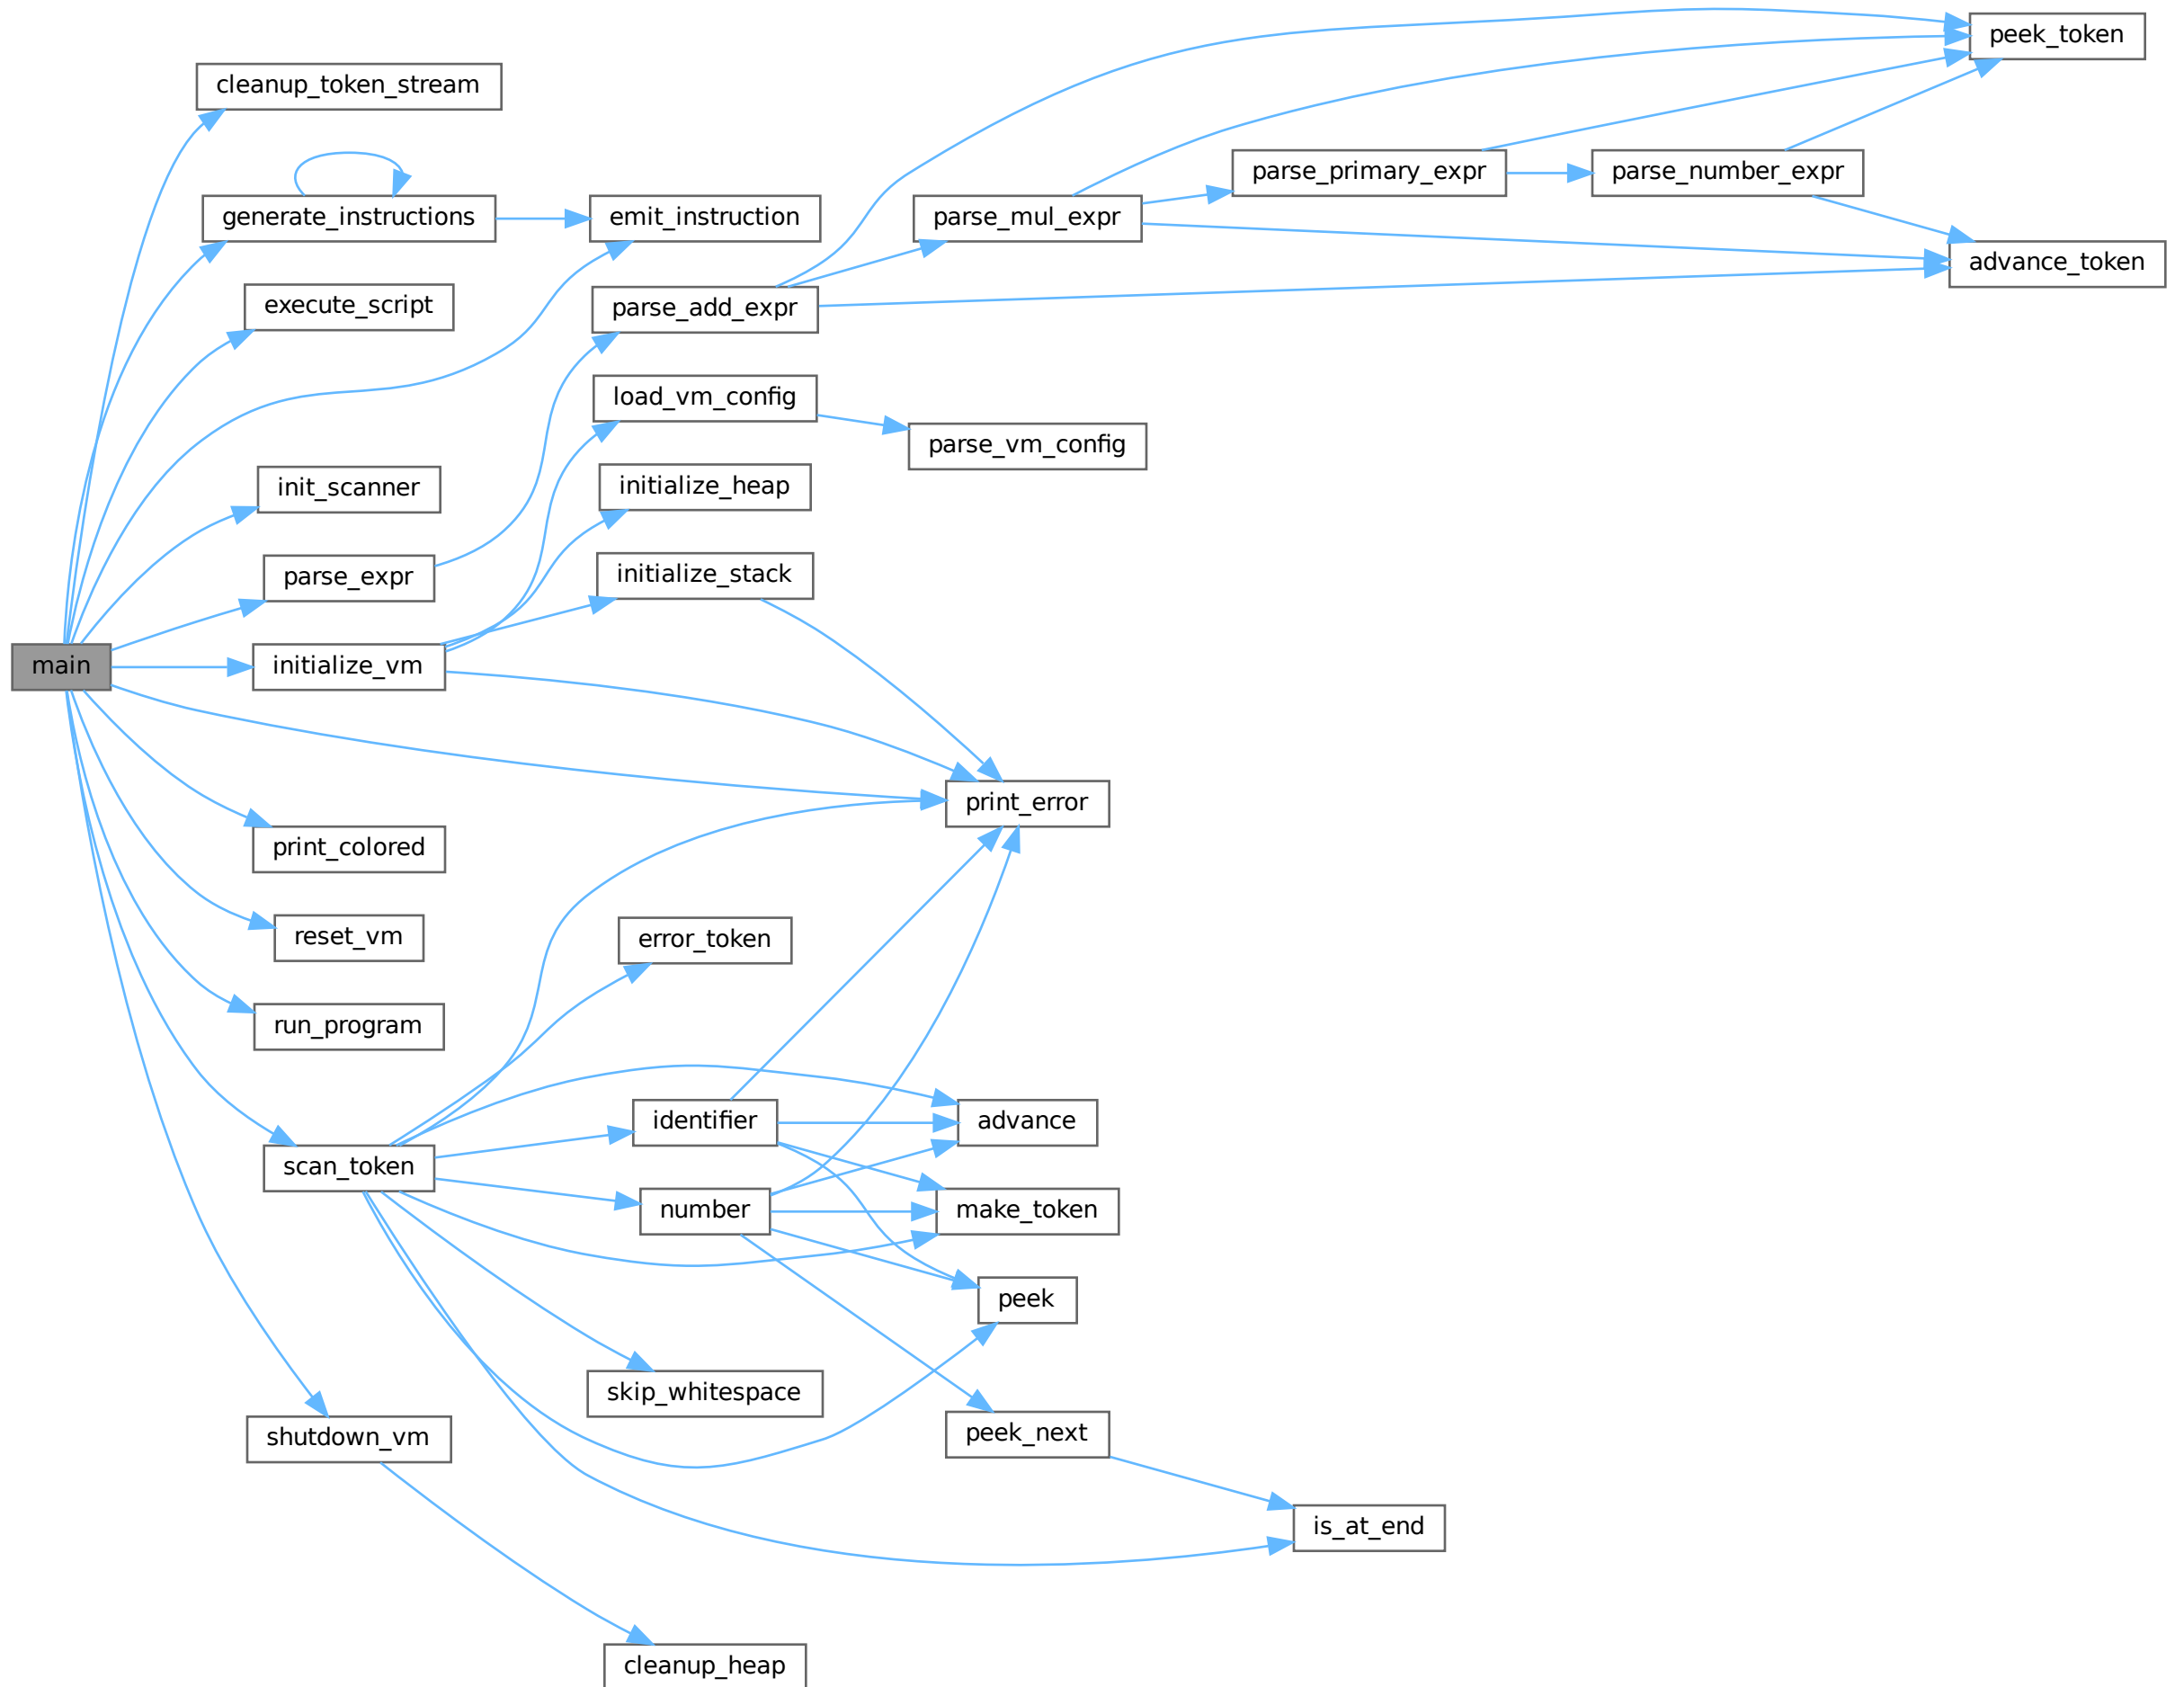 peek_token
cleanup_token_stream
parse_primary_expr
parse_number_expr
generate_instructions
emit_instruction
parse_mul_expr
advance_token
execute_script
parse_add_expr
load_vm_config
parse_vm_config
init_scanner
initialize_heap
parse_expr
initialize_stack
main
initialize_vm
print_error
print_colored
reset_vm
error_token
run_program
identifier
advance
scan_token
number
make_token
peek
skip_whitespace
shutdown_vm
peek_next
is_at_end
cleanup_heap